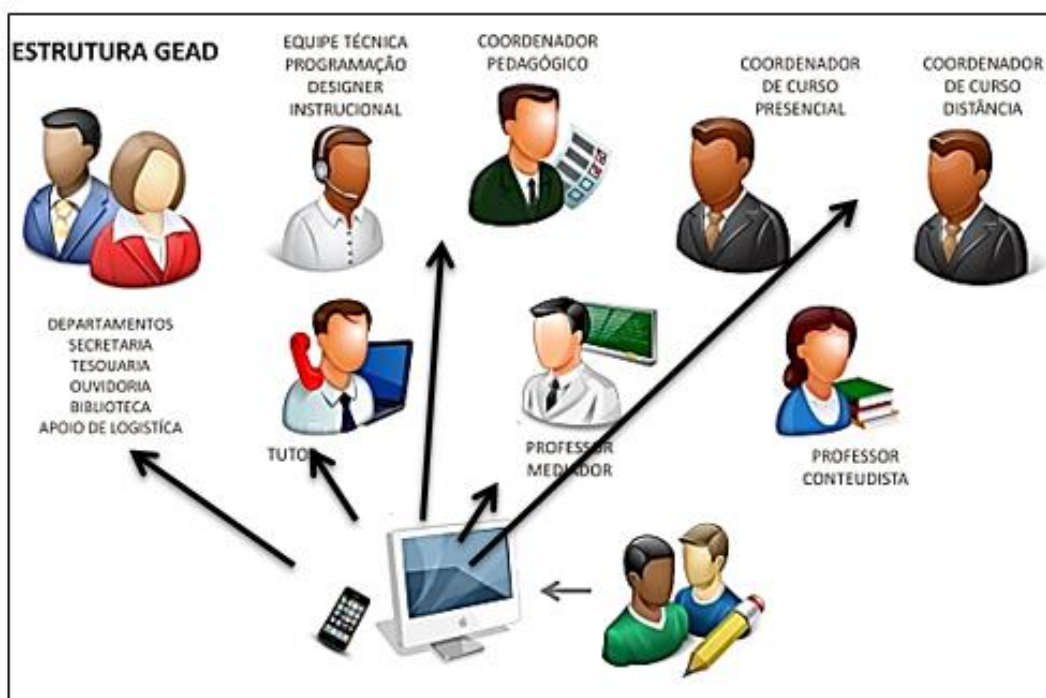 ESTRUTURA GEAD
EQUIPE TÉCNICA
PROGRAMAÇÃO
DESIGNER
INSTRUCIONAL
COORDENADOR
PEDAGÓGICO
COORDENADOR
DE CURSO
PRESENCIAL
COORDENADOR
DE CURSO
DISTÂNCIA
DEPARTAMENTOS
SECRETARIA
TESOUARIA
OUVIDORIA
BIBLIOTECA
APOIO DE LOGISTÍCA
TUTOR
PROFESSOR
MEDIADOR
PROFESSOR
CONTEUDISTA